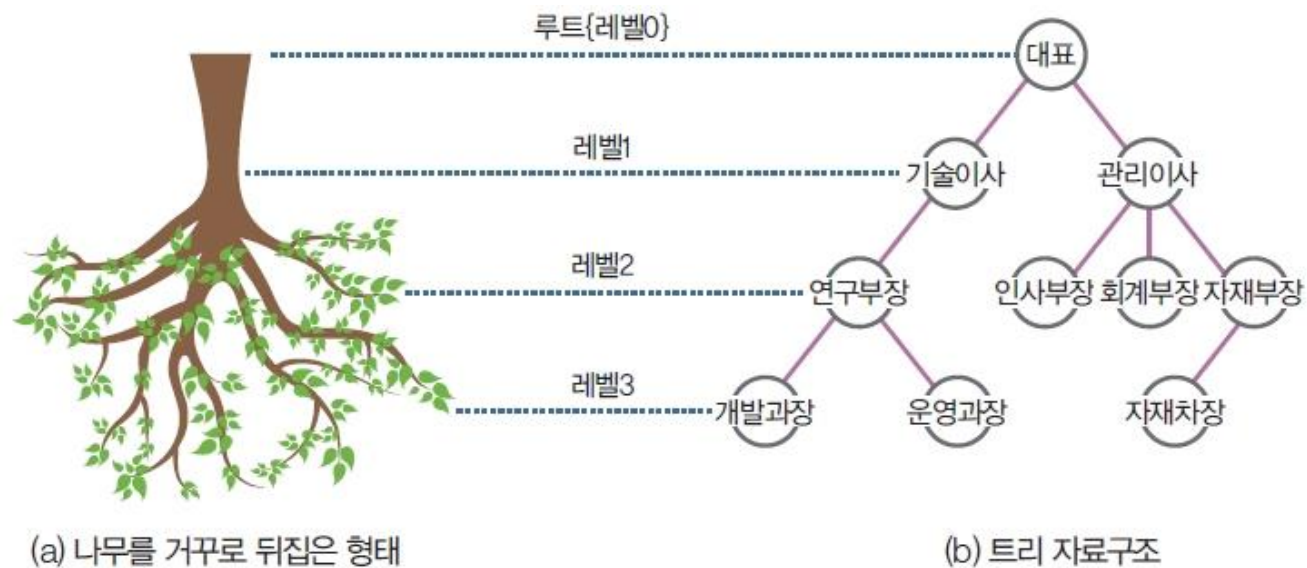 루트{레벨0}
대표
레벨1
기술이사
관리이사
레벨2
연구부장
인사부장
회계부장
자재부장
레벨3
개발과장
운영과장
자재차장
(a) 나무를 거꾸로 뒤집은 형태
(b) 트리 자료구조